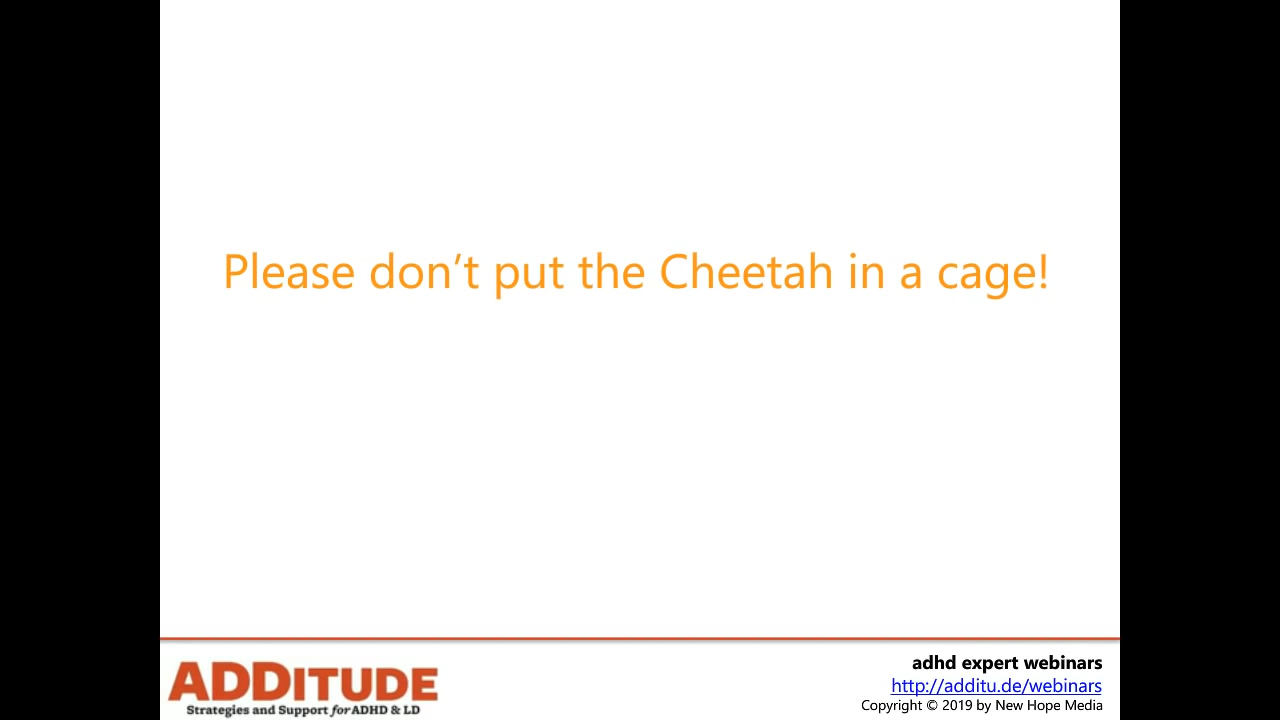 Please don’t put the Cheetah in a cage!
ADDITUDE
Strategies and Support for ADHD & LD
adhd expert webinars
http://additu.de/webinars
Copyright © 2019 by New Hope Media